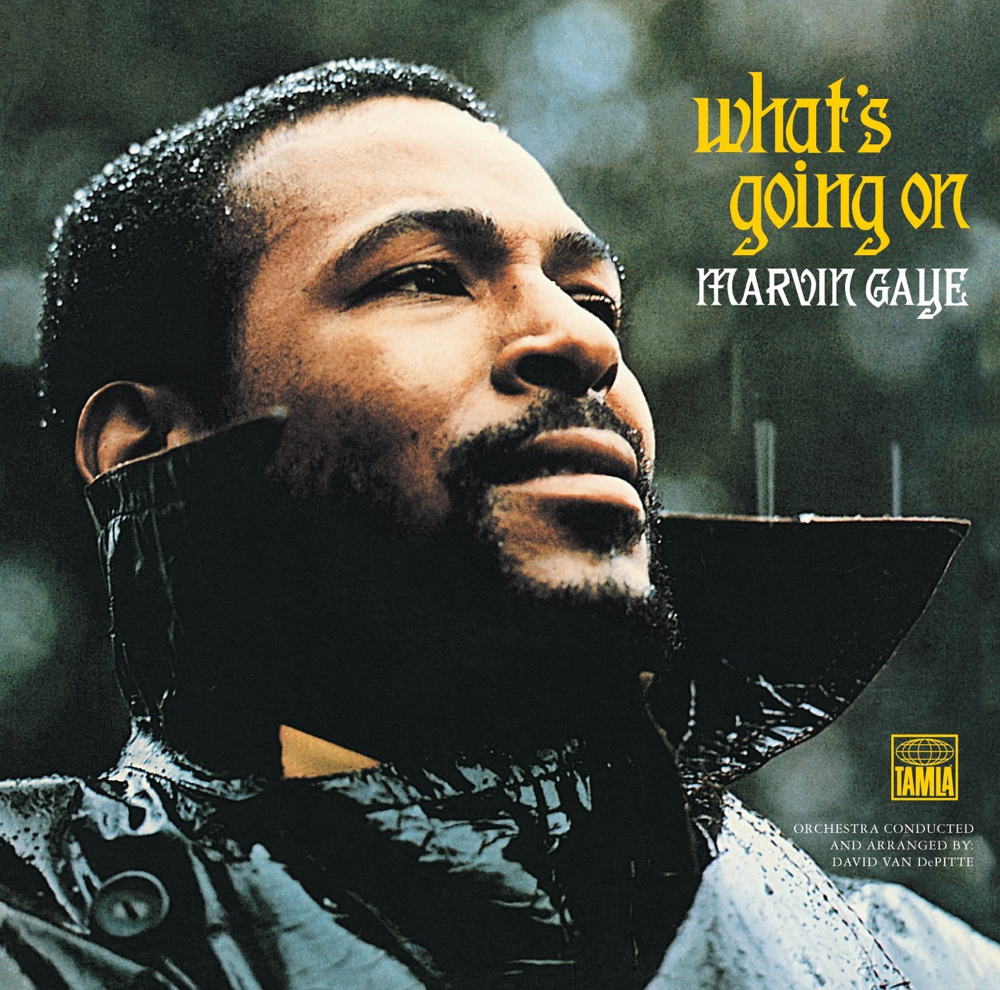 what's
going on
MARVIN GAYE
TAMLA
ORCHESTRA CONDUCTED
AND ARRANGED BY:
DAVID VAN DePITTE